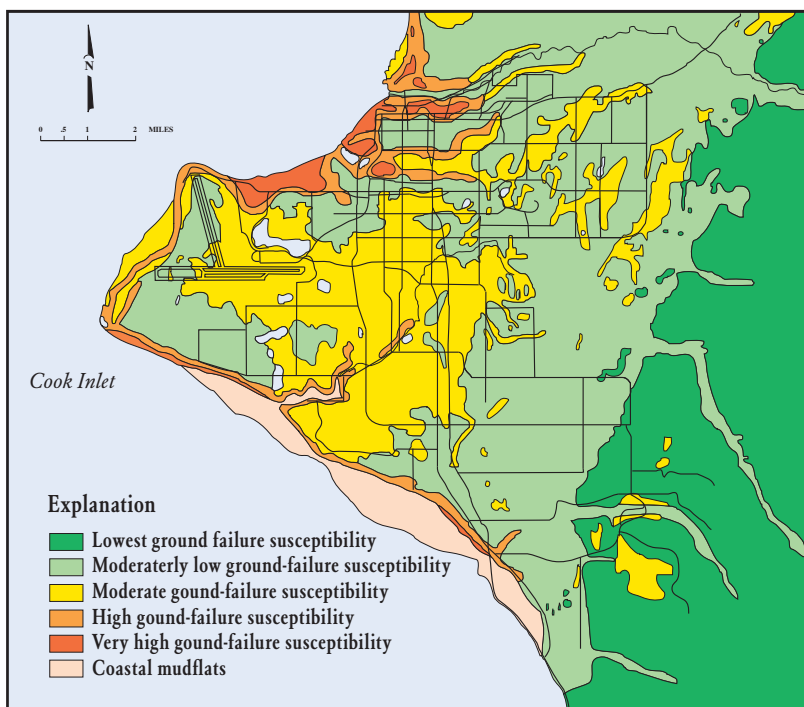 N
0 .5 1 2 MILES
Cook Inlet
Explanation
Lowest ground failure susceptibility
Moderaterly low ground-failure susceptibility
Moderate gound-failure susceptibility
High gound-failure susceptibility
Very high gound-failure susceptibility
Coastal mudflats